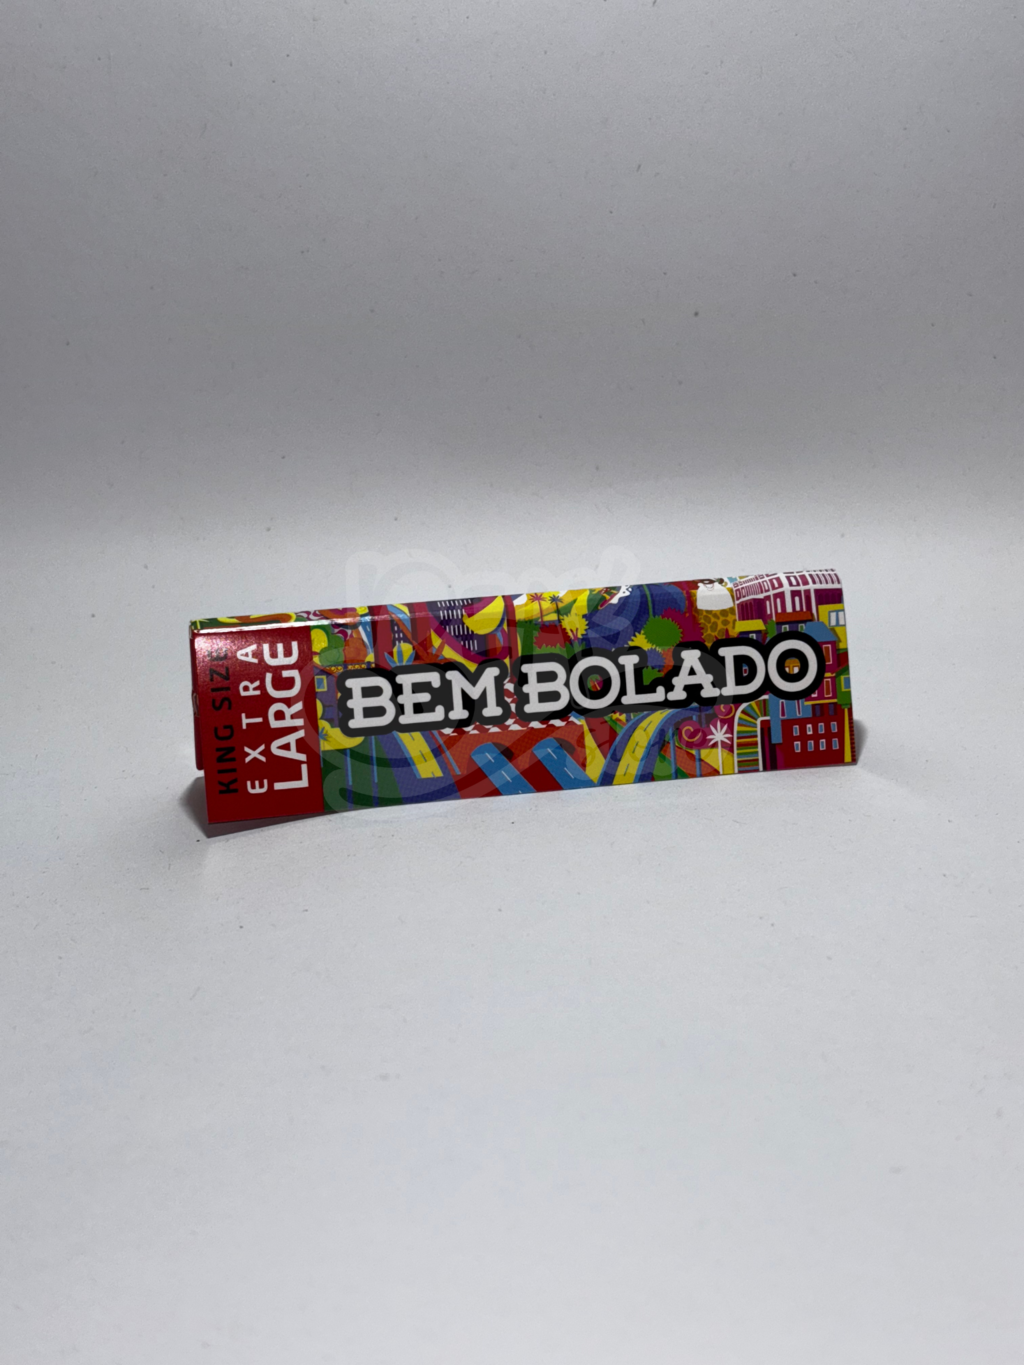 KING SIZE
EXTRA
LARGE
BEM BOLADO